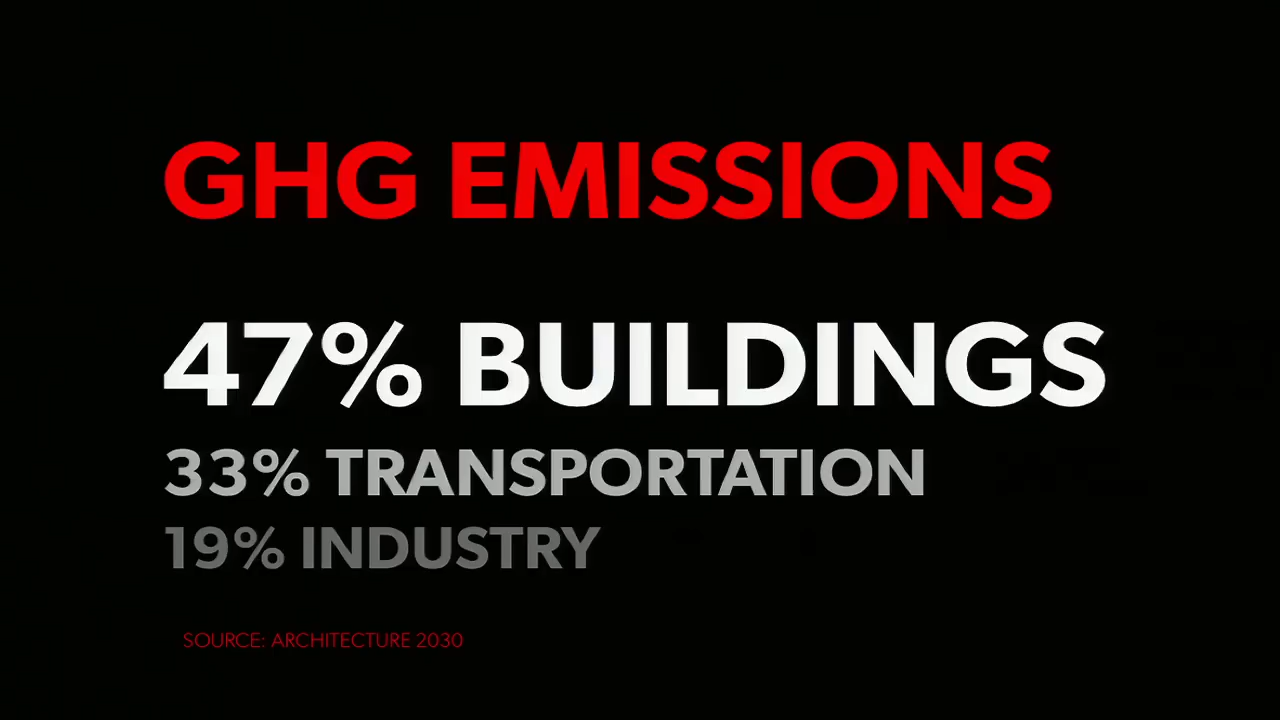 GHG EMISSIONS
47% BUILDINGS
33% TRANSPORTATION
19% INDUSTRY
SOURCE: ARCHITECTURE 2030